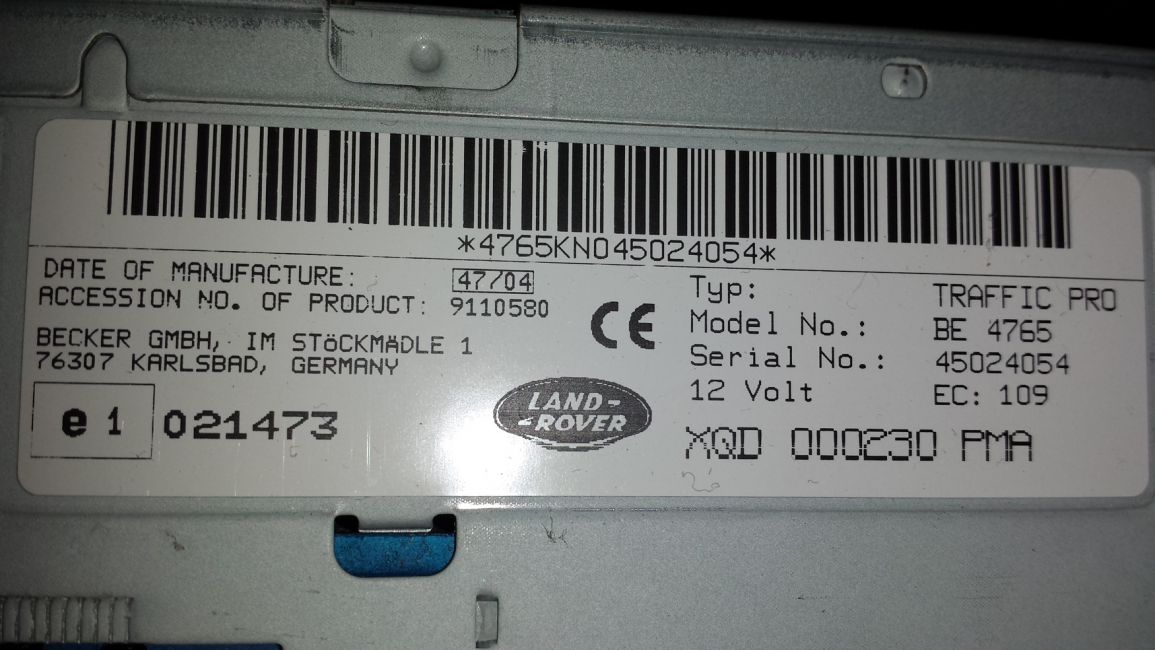 *4765KN045024054*
DATE OF MANUFACTURE: 47/04
ACCESSION NO. OF PRODUCT: 9110580
BECKER GMBH, IM STöCKMÄDLE 1
76307 KARLSBAD, GERMANY
e1 021473
CE
LAND-
-ROVER
Typ: TRAFFIC PRO
Model No.: BE 4765
Serial No.: 45024054
12 Volt EC: 109
XQD 000230 PMA